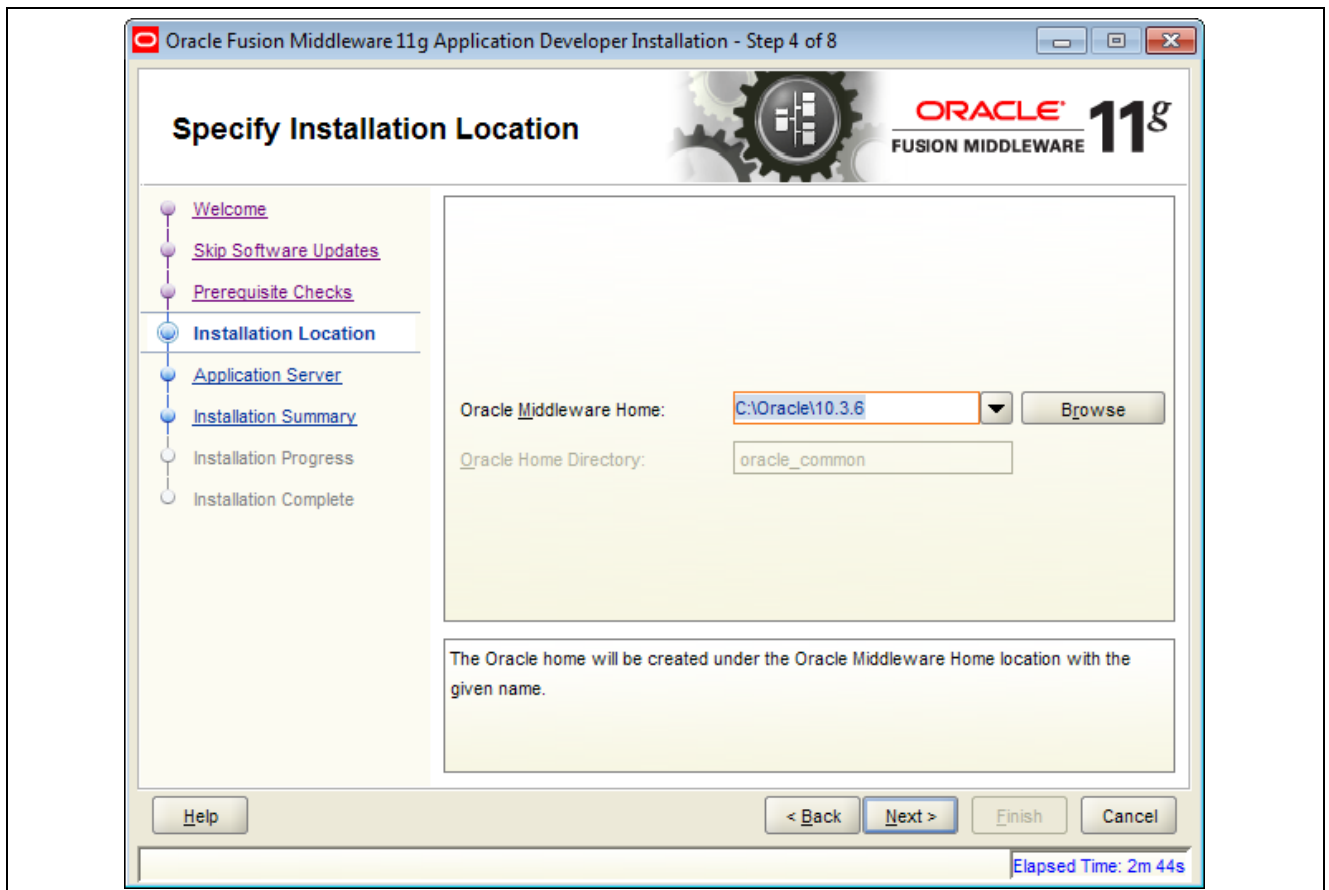 Oracle Fusion Middleware 11g Application Developer Installation - Step 4 of 8
Specify Installation Location
ORACLE
FUSION MIDDLEWARE
11g
Welcome
Skip Software Updates
Prerequisite Checks
Installation Location
Application Server
Installation Summary
Installation Progress
Installation Complete
Oracle Middleware Home:
C:\Oracle\10.3.6
Browse
Oracle Home Directory:
oracle_common
The Oracle home will be created under the Oracle Middleware Home location with the
given name.
Help
< Back
Next >
Finish
Cancel
Elapsed Time: 2m 44s